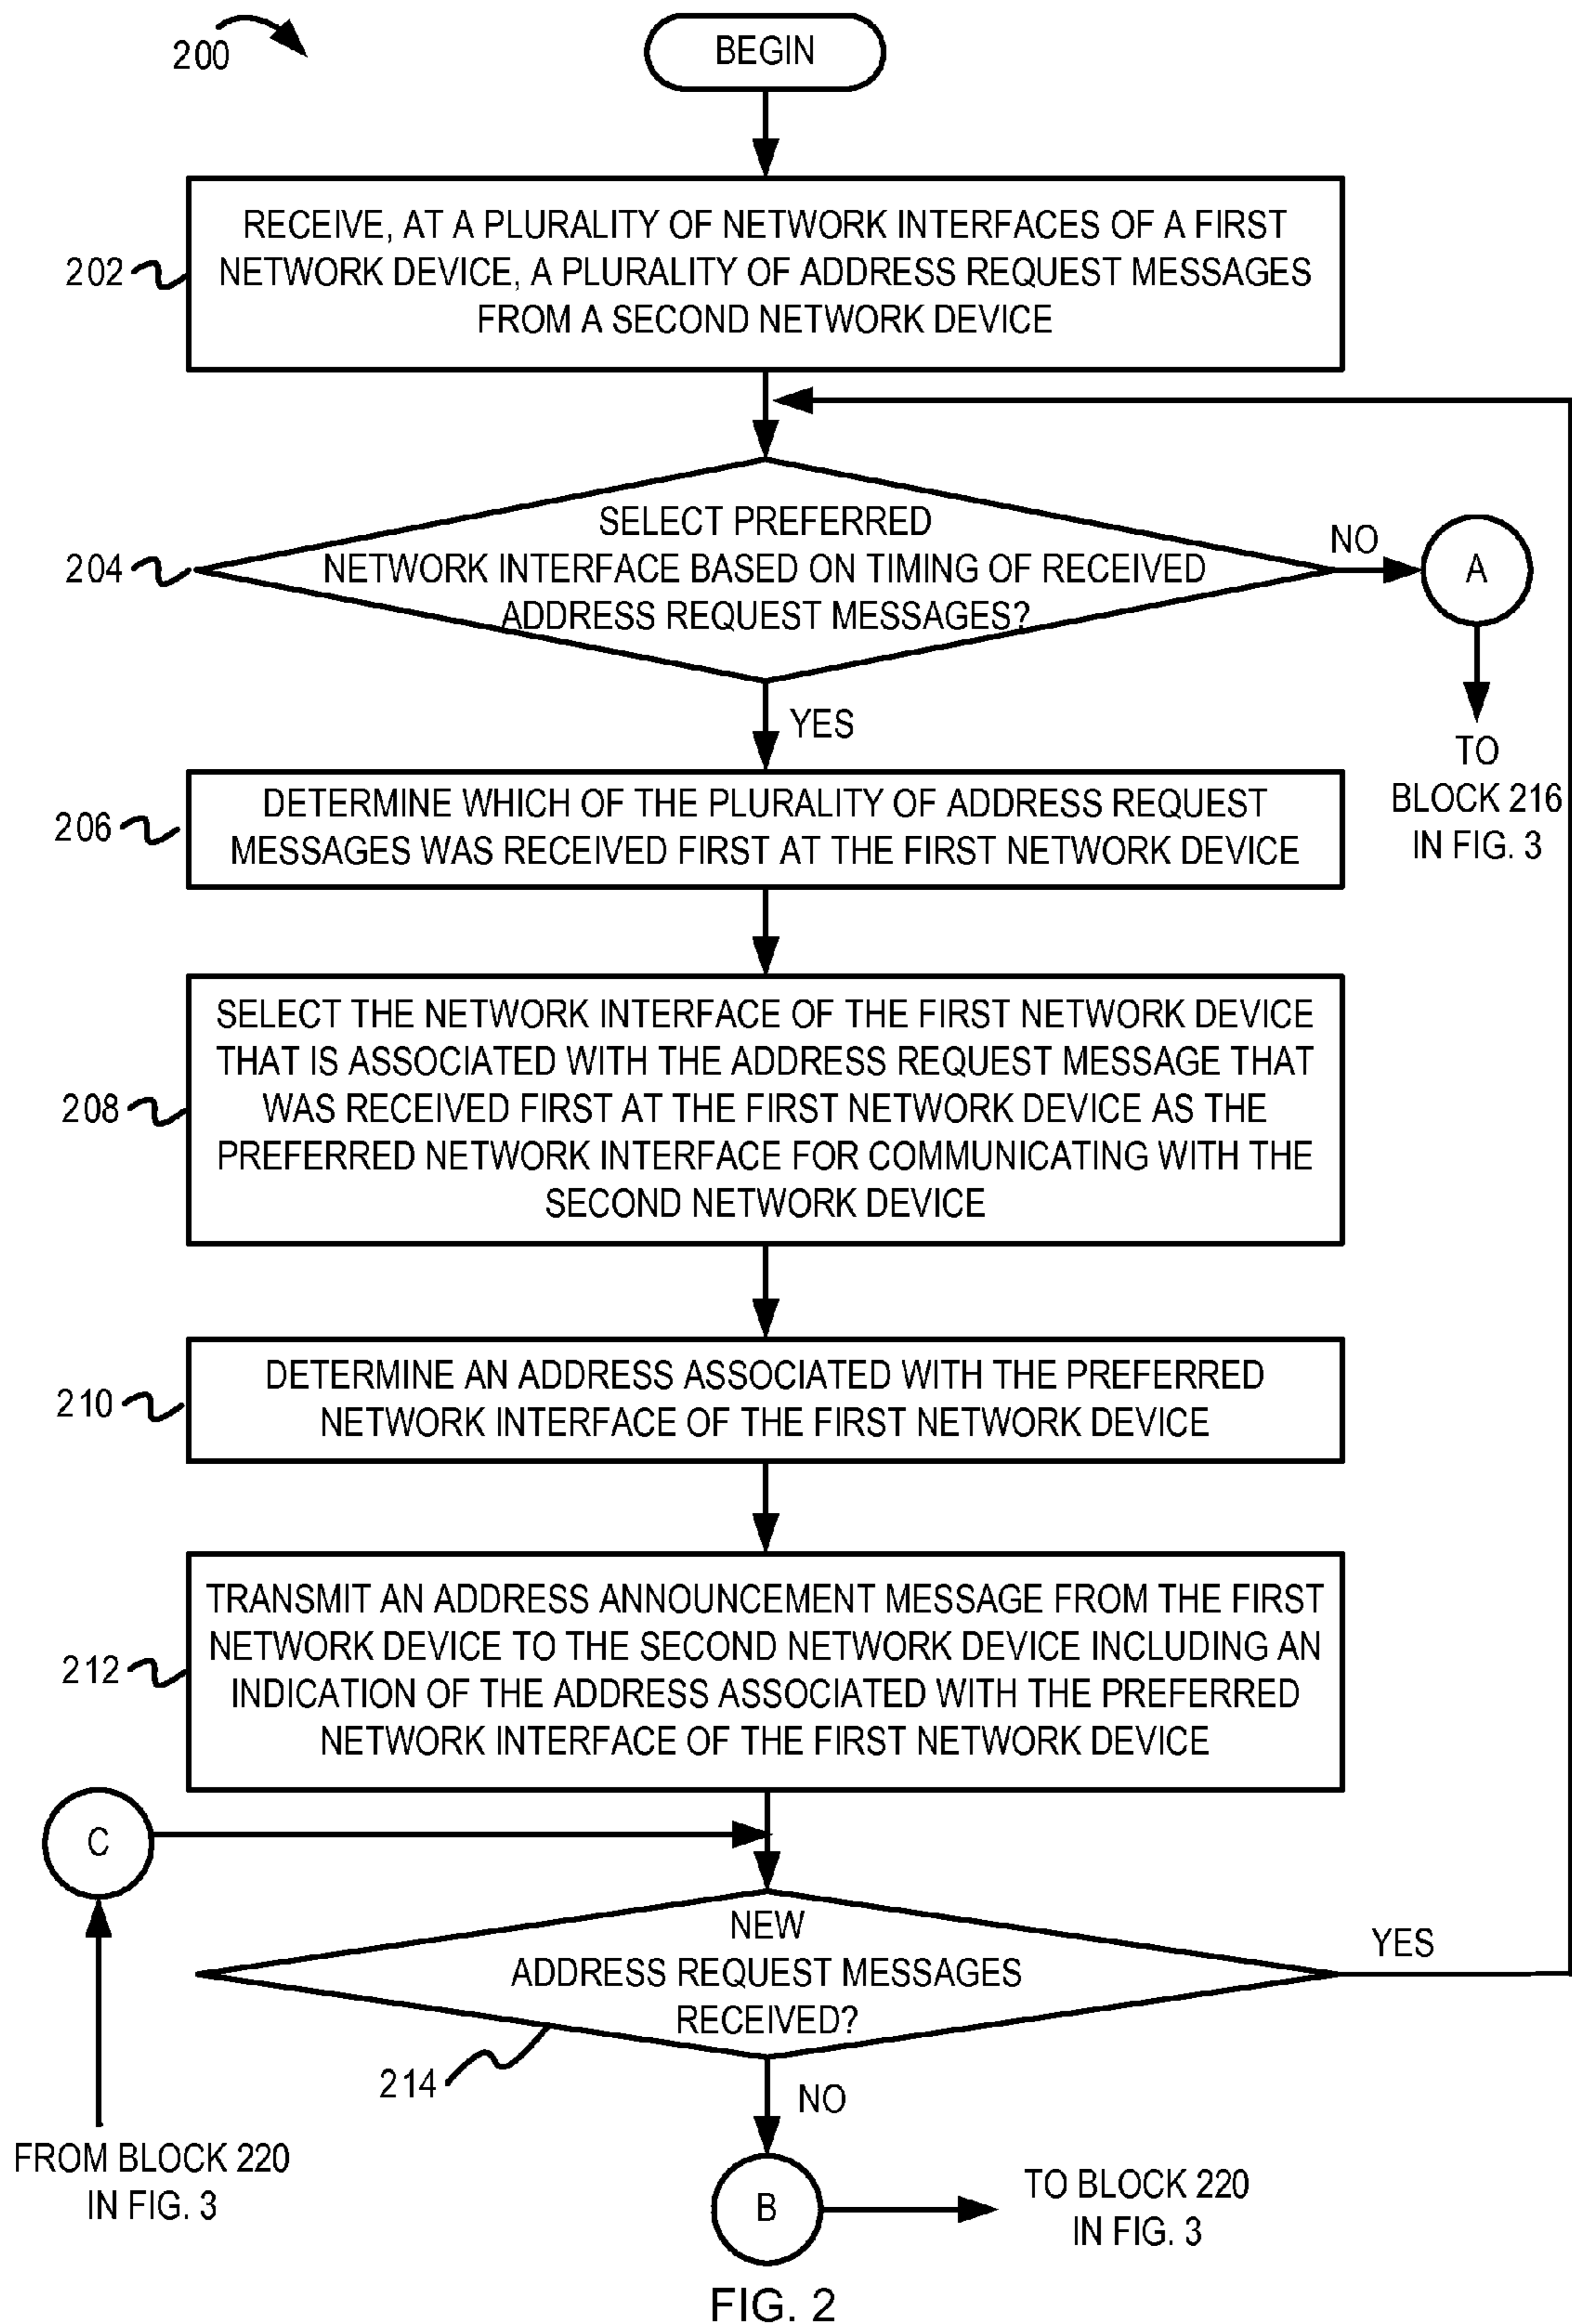 200
BEGIN
RECEIVE, AT A PLURALITY OF NETWORK INTERFACES OF A FIRST
NETWORK DEVICE, A PLURALITY OF ADDRESS REQUEST MESSAGES
FROM A SECOND NETWORK DEVICE
202
SELECT PREFERRED
NETWORK INTERFACE BASED ON TIMING OF RECEIVED
ADDRESS REQUEST MESSAGES?
204
NO
A
TO
BLOCK 216
IN FIG. 3
YES
DETERMINE WHICH OF THE PLURALITY OF ADDRESS REQUEST
MESSAGES WAS RECEIVED FIRST AT THE FIRST NETWORK DEVICE
206
SELECT THE NETWORK INTERFACE OF THE FIRST NETWORK DEVICE
THAT IS ASSOCIATED WITH THE ADDRESS REQUEST MESSAGE THAT
WAS RECEIVED FIRST AT THE FIRST NETWORK DEVICE AS THE
PREFERRED NETWORK INTERFACE FOR COMMUNICATING WITH THE
SECOND NETWORK DEVICE
208
DETERMINE AN ADDRESS ASSOCIATED WITH THE PREFERRED
NETWORK INTERFACE OF THE FIRST NETWORK DEVICE
210
TRANSMIT AN ADDRESS ANNOUNCEMENT MESSAGE FROM THE FIRST
NETWORK DEVICE TO THE SECOND NETWORK DEVICE INCLUDING AN
INDICATION OF THE ADDRESS ASSOCIATED WITH THE PREFERRED
NETWORK INTERFACE OF THE FIRST NETWORK DEVICE
212
C
NEW
ADDRESS REQUEST MESSAGES
RECEIVED?
YES
214
NO
FROM BLOCK 220
IN FIG. 3
B
TO BLOCK 220
IN FIG. 3
FIG. 2